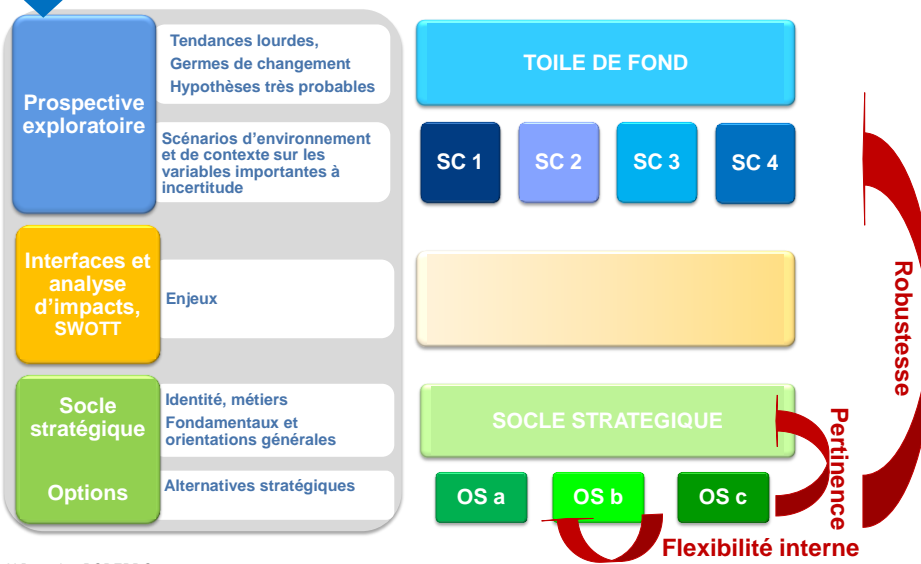 Prospective
exploratoire
Tendances lourdes,
Germes de changement
Hypothèses très probables
Scénarios d’environnement
et de contexte sur les
variables importantes à
incertitude
TOILE DE FOND
SC 1
SC 2
SC 3
SC 4
Interfaces et
analyse
d’impacts,
SWOTT
Enjeux
Robustesse
Socle
stratégique
Options
Identité, métiers
Fondamentaux et
orientations générales
Alternatives stratégiques
SOCLE STRATEGIQUE
Pertinence
OS a
OS b
OS c
Flexibilité interne